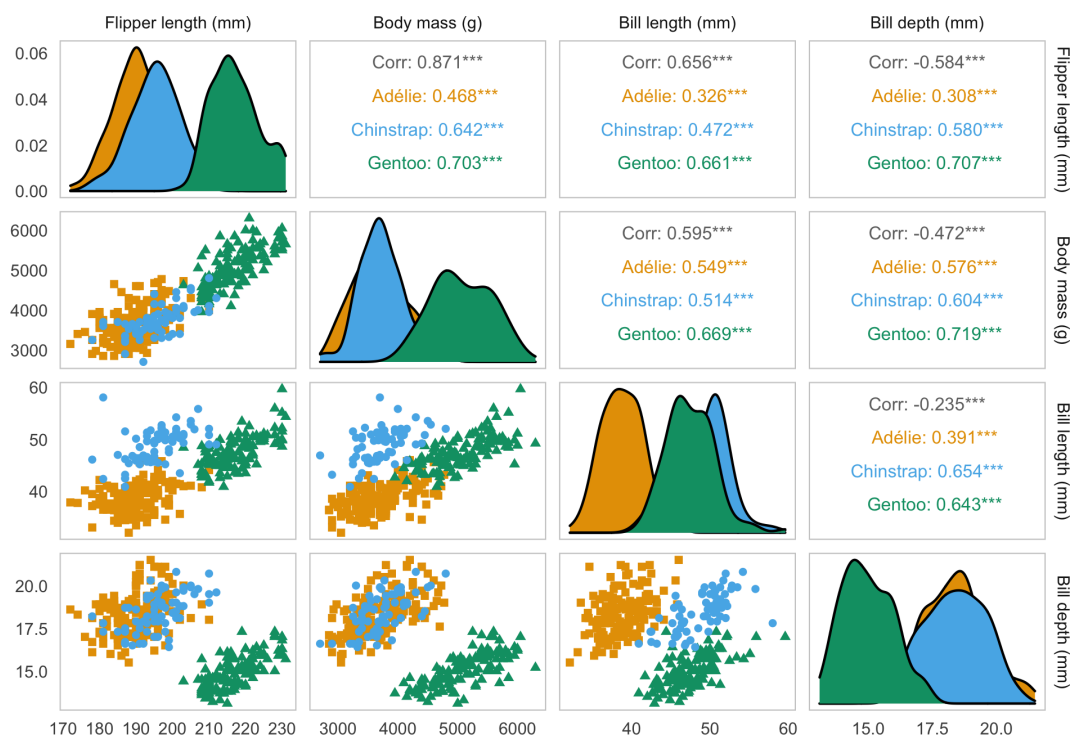 Flipper length (mm) Body mass (g) Bill length (mm) Bill depth (mm)
0.06
0.04
0.02
0.00
Corr: 0.871***
Adélie: 0.468***
Chinstrap: 0.642***
Gentoo: 0.703***
Corr: 0.656***
Adélie: 0.326***
Chinstrap: 0.472***
Gentoo: 0.661***
Corr: -0.584***
Adélie: 0.308***
Chinstrap: 0.580***
Gentoo: 0.707***
Flipper length (mm)
6000
5000
4000
3000
Corr: 0.595***
Adélie: 0.549***
Chinstrap: 0.514***
Gentoo: 0.669***
Corr: -0.472***
Adélie: 0.576***
Chinstrap: 0.604***
Gentoo: 0.719***
Body mass (g)
60
50
40
Corr: -0.235***
Adélie: 0.391***
Chinstrap: 0.654***
Gentoo: 0.643***
Bill length (mm)
20.0
17.5
15.0
Bill depth (mm)
170 180 190 200 210 220 230 3000 4000 5000 6000 40 50 60 15.0 17.5 20.0